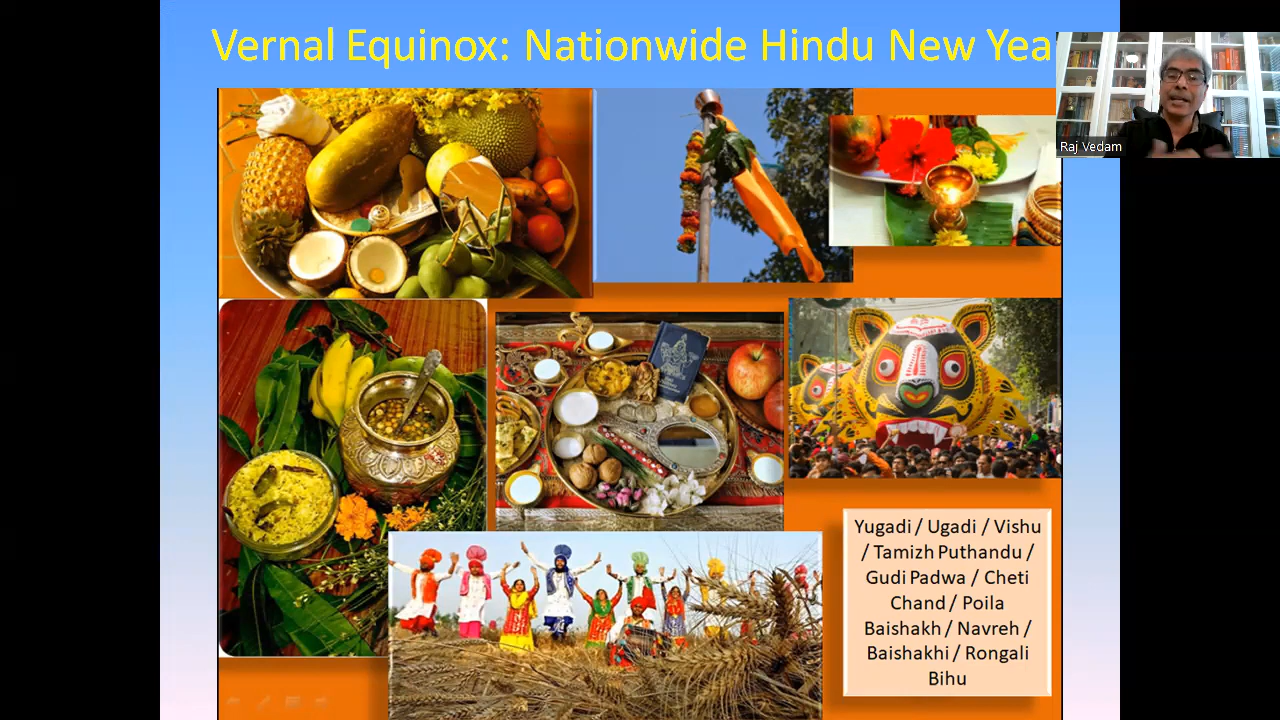 Vernal Equinox: Nationwide Hindu New Yea
Raj Vedam
Yugadi / Ugadi / Vishu
/ Tamizh Puthandu /
Gudi Padwa / Cheti
Chand / Poila
Baishakh / Navreh /
Baishakhi / Rongali
Bihu